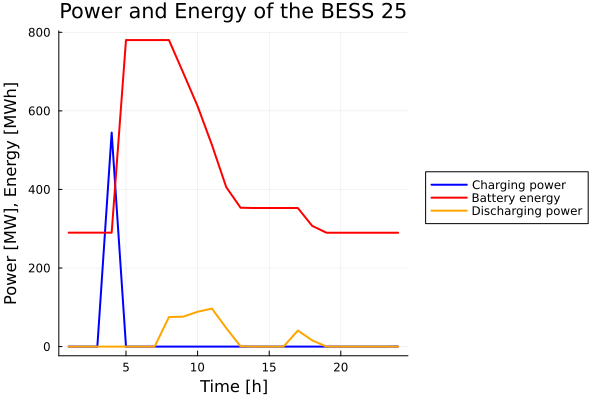 Power and Energy of the BESS 25
Power [MW], Energy [MWh]
800
600
400
200
0
5
10
15
20
Time [h]
Charging power
Battery energy
Discharging power